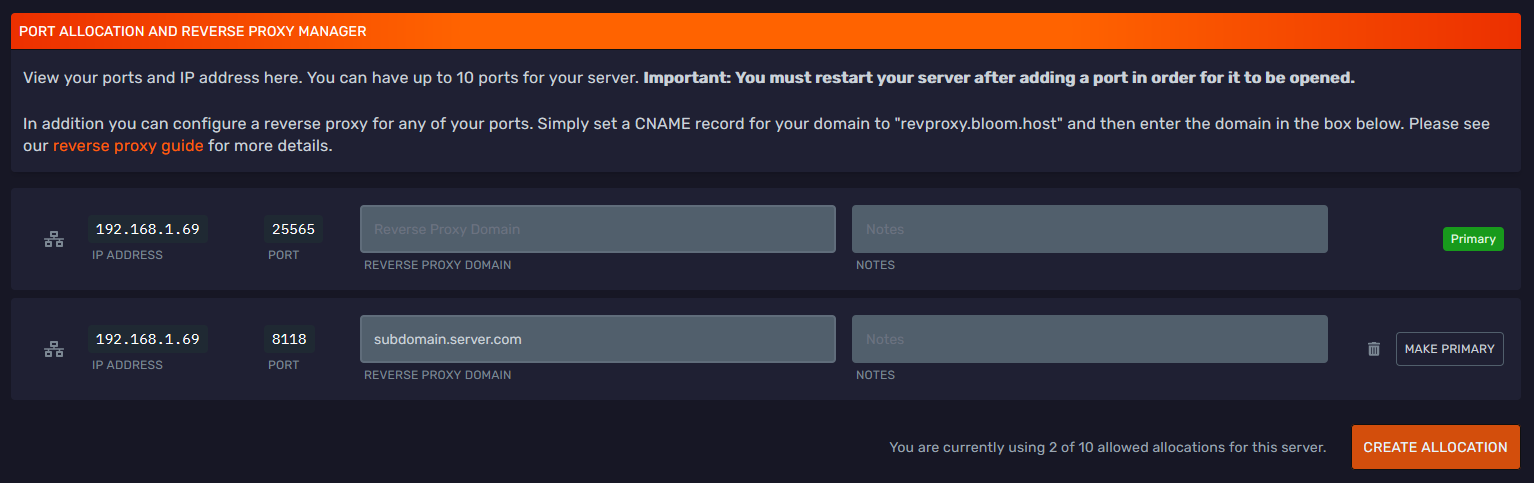 PORT ALLOCATION AND REVERSE PROXY MANAGER
View your ports and IP address here. You can have up to 10 ports for your server. Important: You must restart your server after adding a port in order for it to be opened.
In addition you can configure a reverse proxy for any of your ports. Simply set a CNAME record for your domain to "revproxy.bloom.host" and then enter the domain in the box below. Please see
our reverse proxy guide for more details.
192.168.1.69 25565 Reverse Proxy Domain Notes Primary
IP ADDRESS PORT REVERSE PROXY DOMAIN NOTES
192.168.1.69 8118 subdomain.server.com Notes MAKE PRIMARY
IP ADDRESS PORT REVERSE PROXY DOMAIN NOTES
You are currently using 2 of 10 allowed allocations for this server. CREATE ALLOCATION